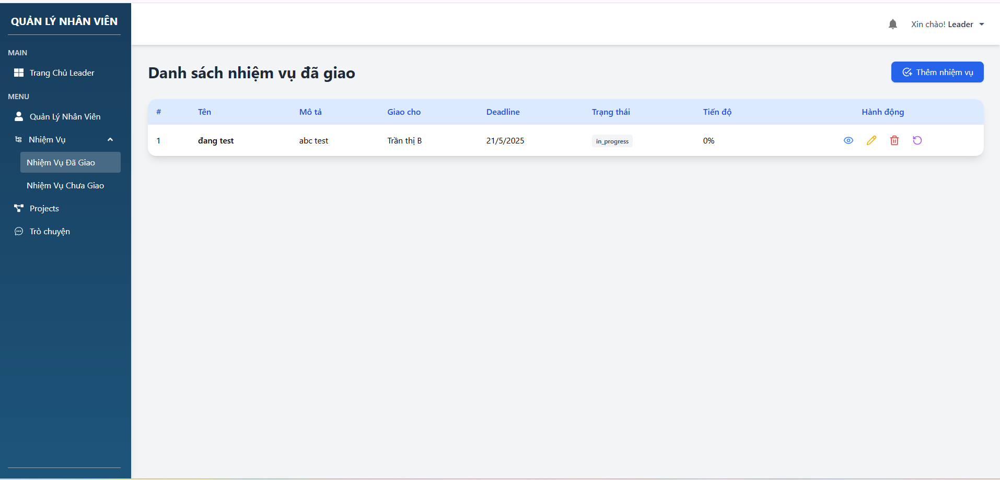 QUẢN LÝ NHÂN VIÊN
Xin chào! Leader
MAIN
Trang Chủ Leader
MENU
Quản Lý Nhân Viên
Nhiệm Vụ
Nhiệm Vụ Đã Giao
Nhiệm Vụ Chưa Giao
Projects
Trò chuyện
Danh sách nhiệm vụ đã giao
Thêm nhiệm vụ
# Tên Mô tả Giao cho Deadline Trạng thái Tiến độ Hành động
1 đang test abc test Trần thị B 21/5/2025 in_progress 0%